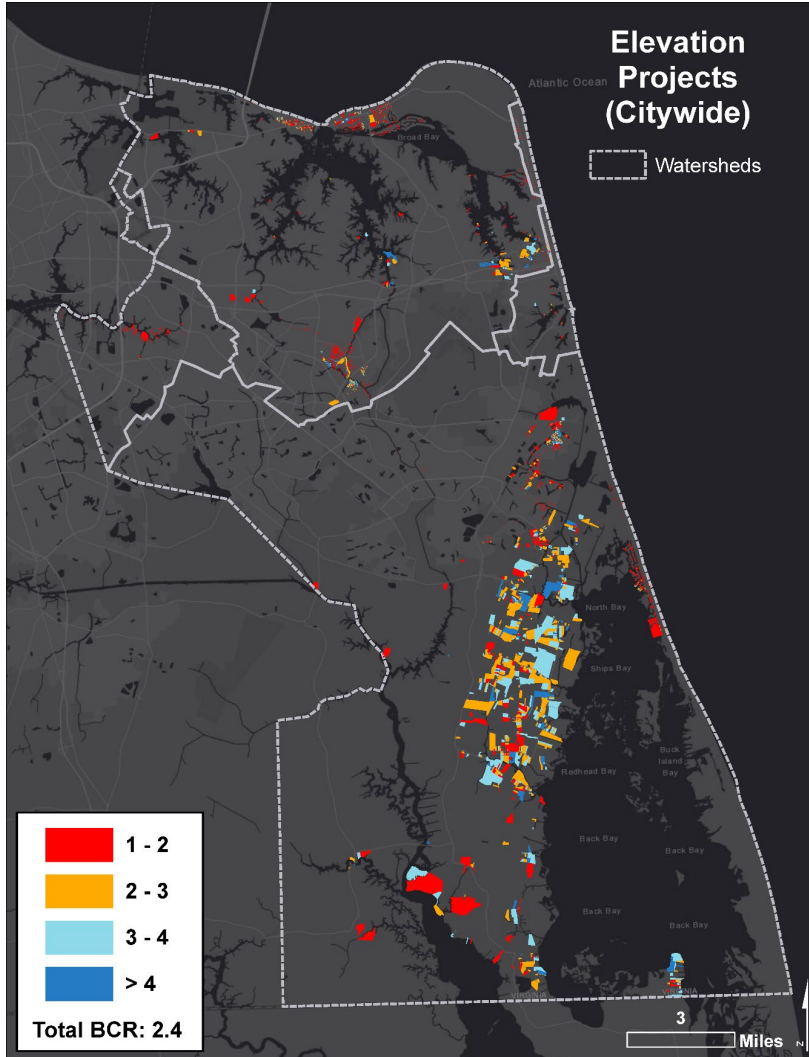 Elevation
Projects
(Citywide)
Atlantic Ocean
Watersheds
Broad Bay
North Bay
Ships Bay
Buck
Island
Bay
Redhead Bay
Back Bay
Back Bay
Back Bay
Back Bay
VIRGINIA
1 - 2
2 - 3
3 - 4
> 4
Total BCR: 2.4
3
Miles
z